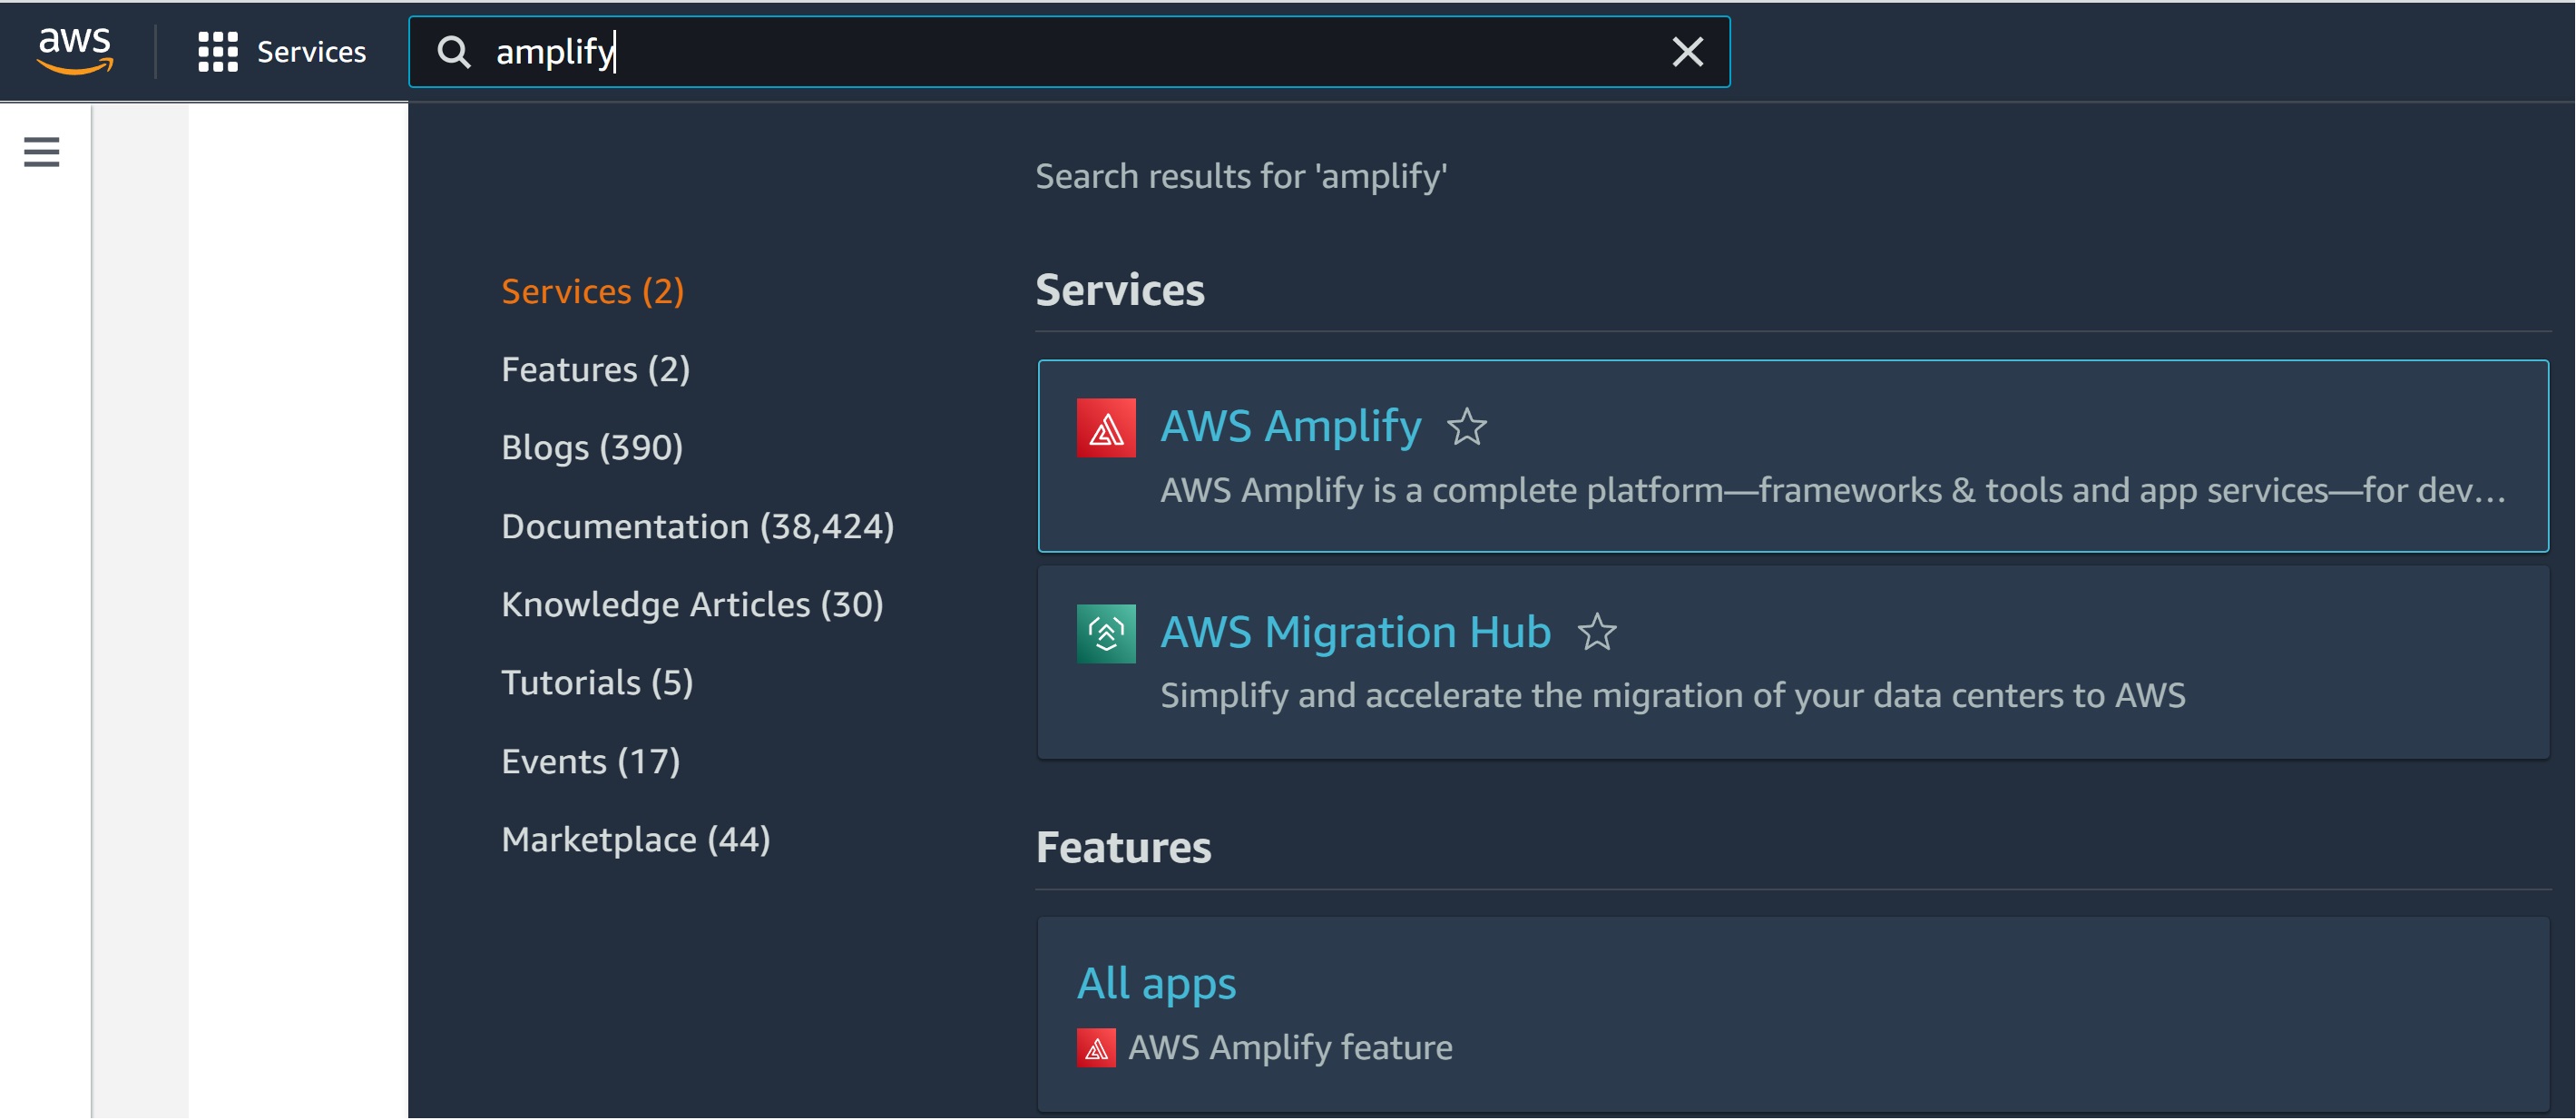 aws
Services
amplify
Search results for 'amplify'
Services (2)
Features (2)
Blogs (390)
Documentation (38,424)
Knowledge Articles (30)
Tutorials (5)
Events (17)
Marketplace (44)
Services
AWS Amplify
AWS Amplify is a complete platform—frameworks & tools and app services—for dev...
AWS Migration Hub
Simplify and accelerate the migration of your data centers to AWS
Features
All apps
AWS Amplify feature